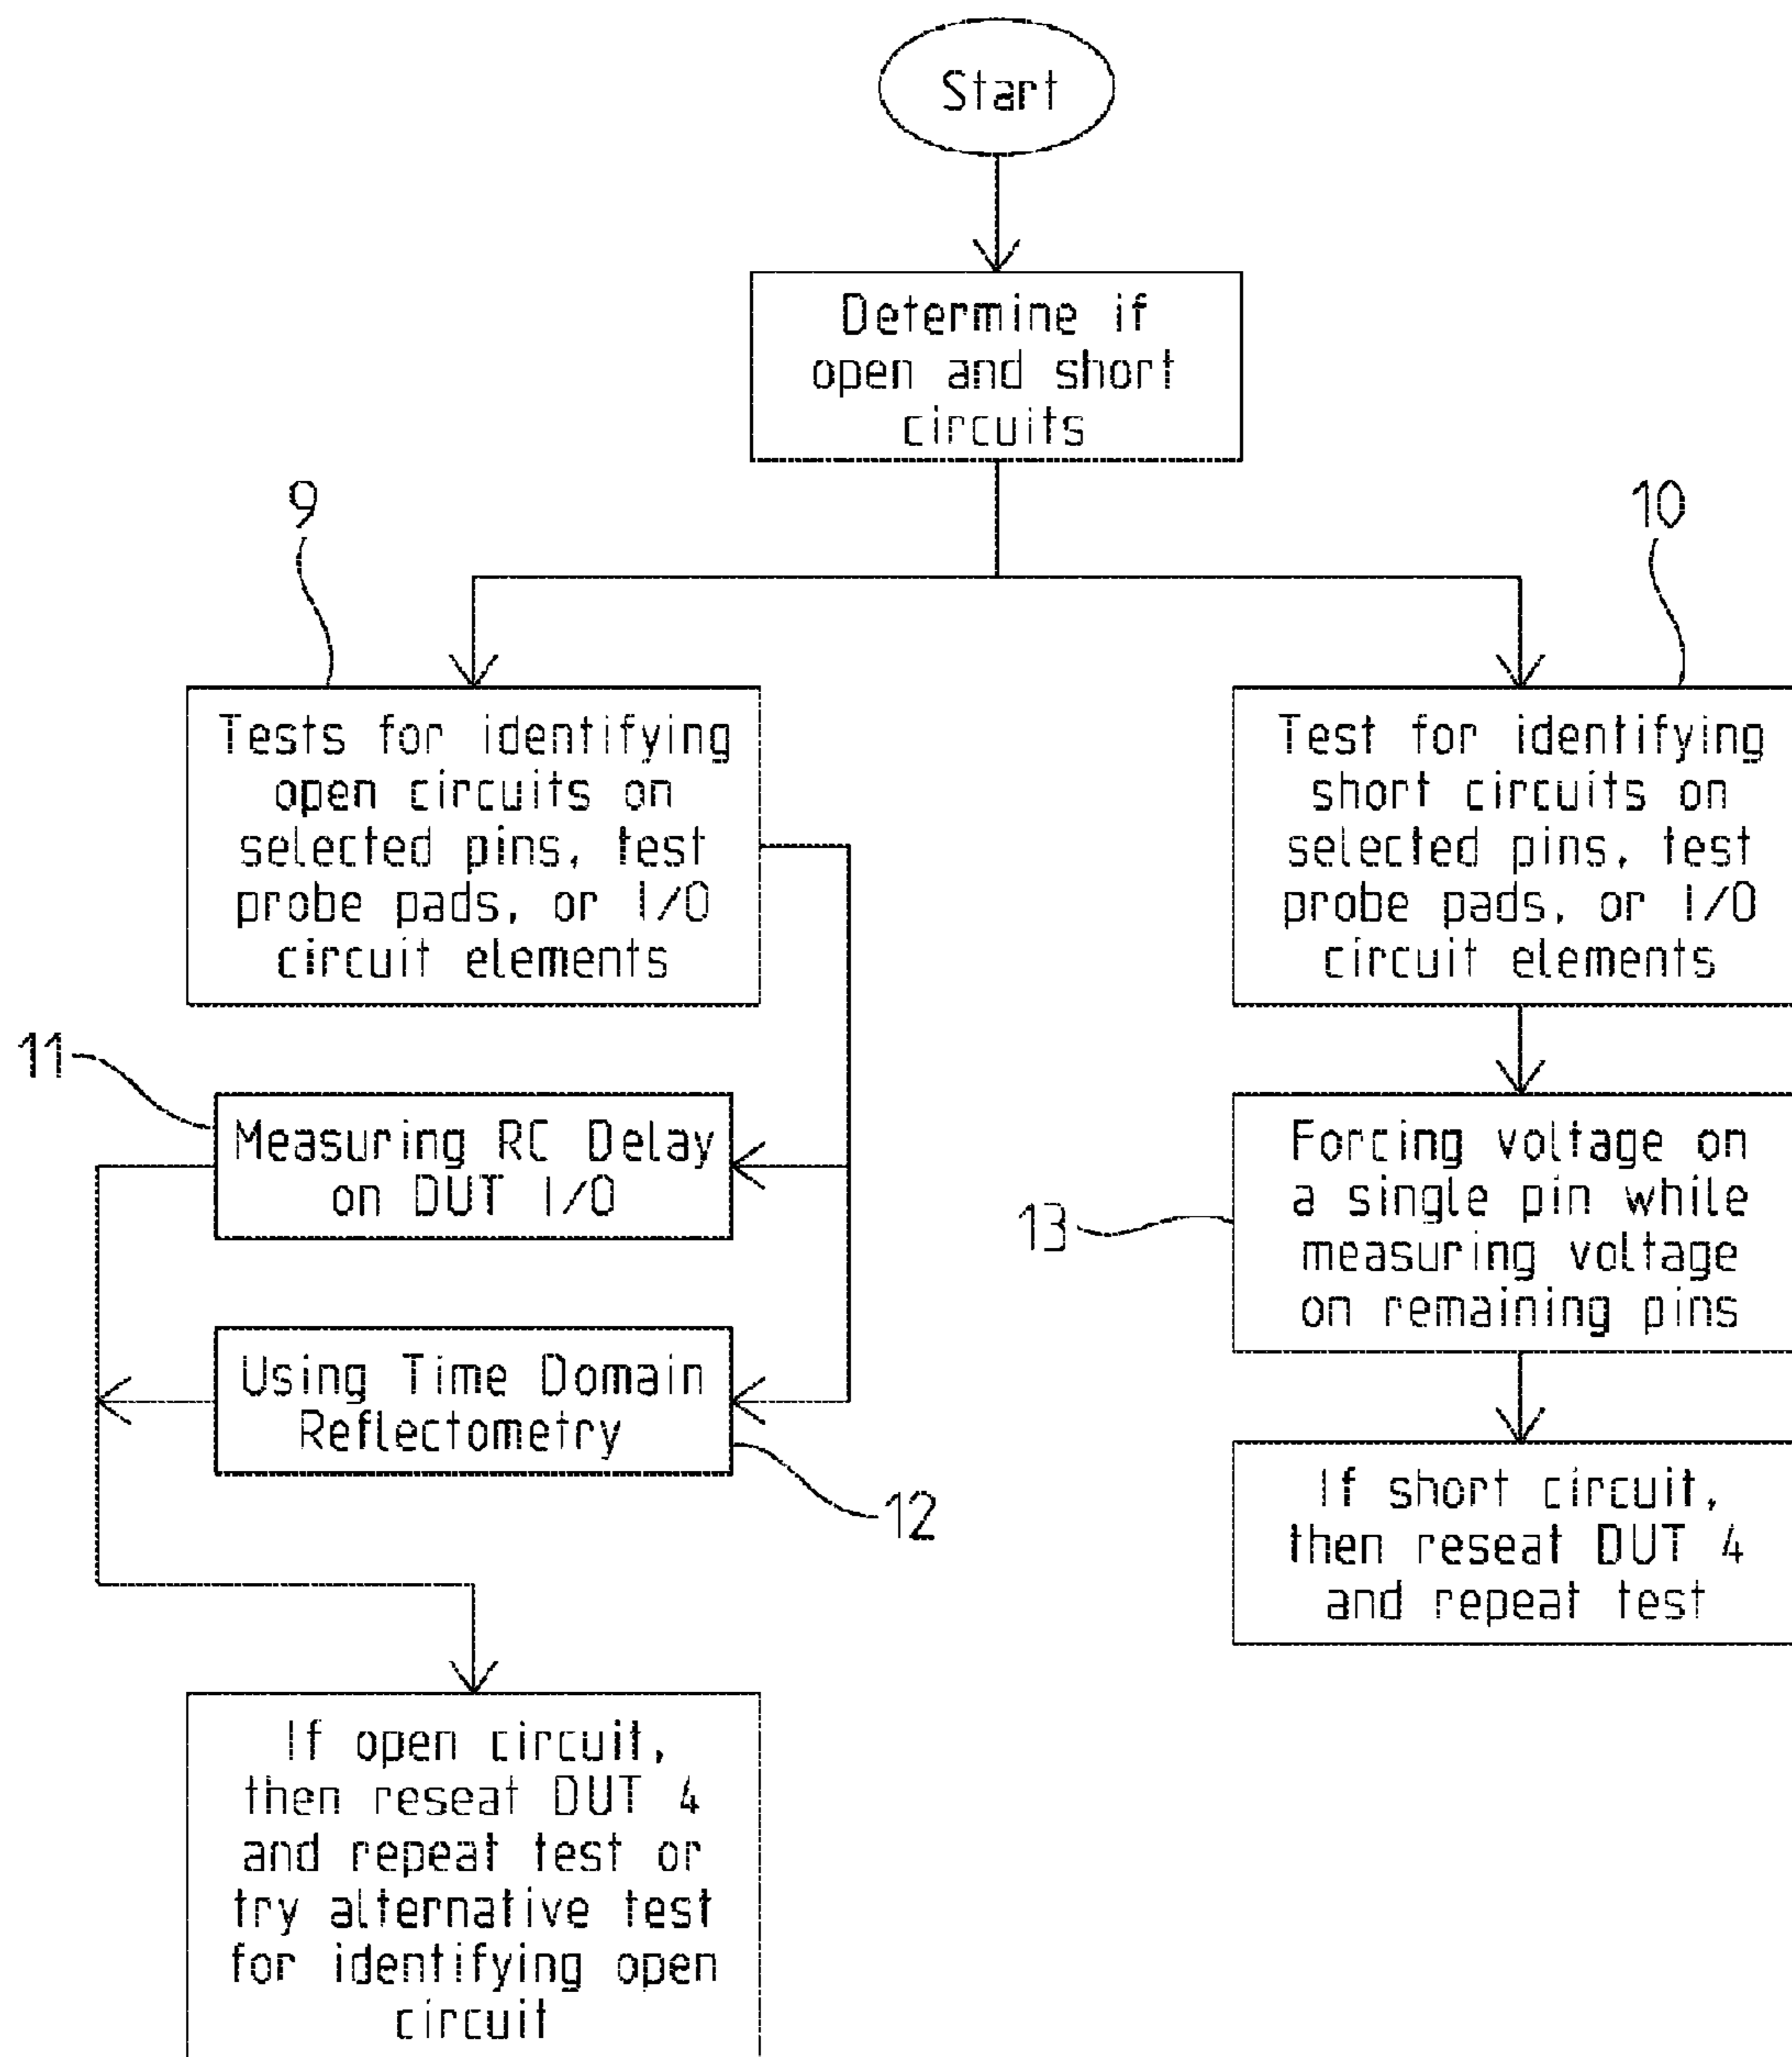 Start
Determine if
open and short
circuits
9
10
Tests for identifying
open circuits on
selected pins, test
probe pads, or I/O
circuit elements
Test for identifying
short circuits on
selected pins, test
probe pads, or I/O
circuit elements
11
Measuring RC Delay
on DUT I/O
13
Forcing voltage on
a single pin while
measuring voltage
on remaining pins
Using Time Domain
Reflectometry
12
If short circuit,
then reseat DUT 4
and repeat test
If open circuit,
then reseat DUT 4
and repeat test or
try alternative test
for identifying open
circuit